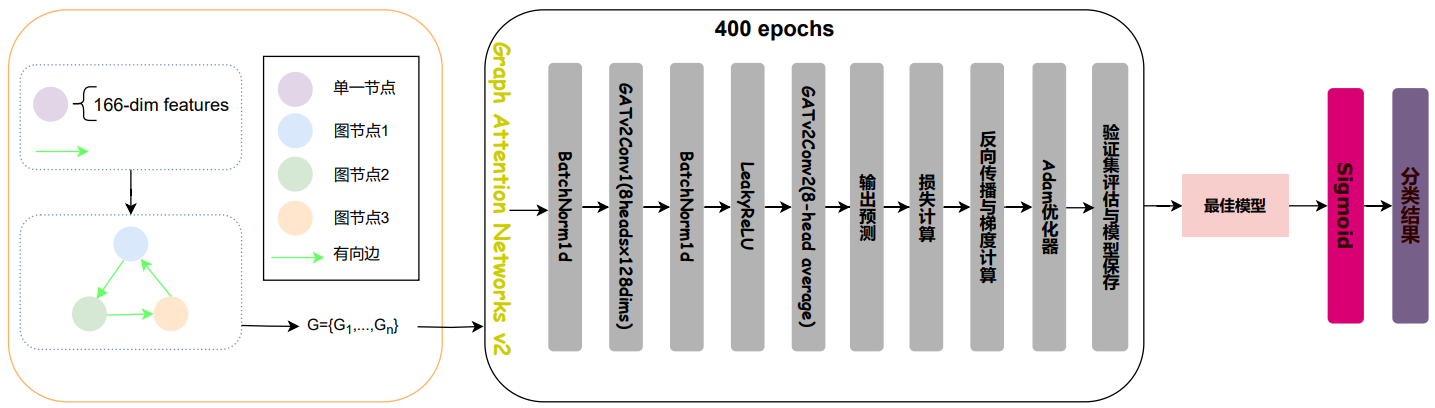 166-dim features
单一节点
图节点1
图节点2
图节点3
有向边
G={G1,...,Gn}
400 epochs
Graph Attention Networks v2
BatchNorm1d
GATv2Conv1(8headsx128dims)
BatchNorm1d
LeakyReLU
GATv2Conv2(8-head average)
输出预测
损失计算
反向传播与梯度计算
Adam优化器
验证集评估与模型保存
最佳模型
Sigmoid
分类结果